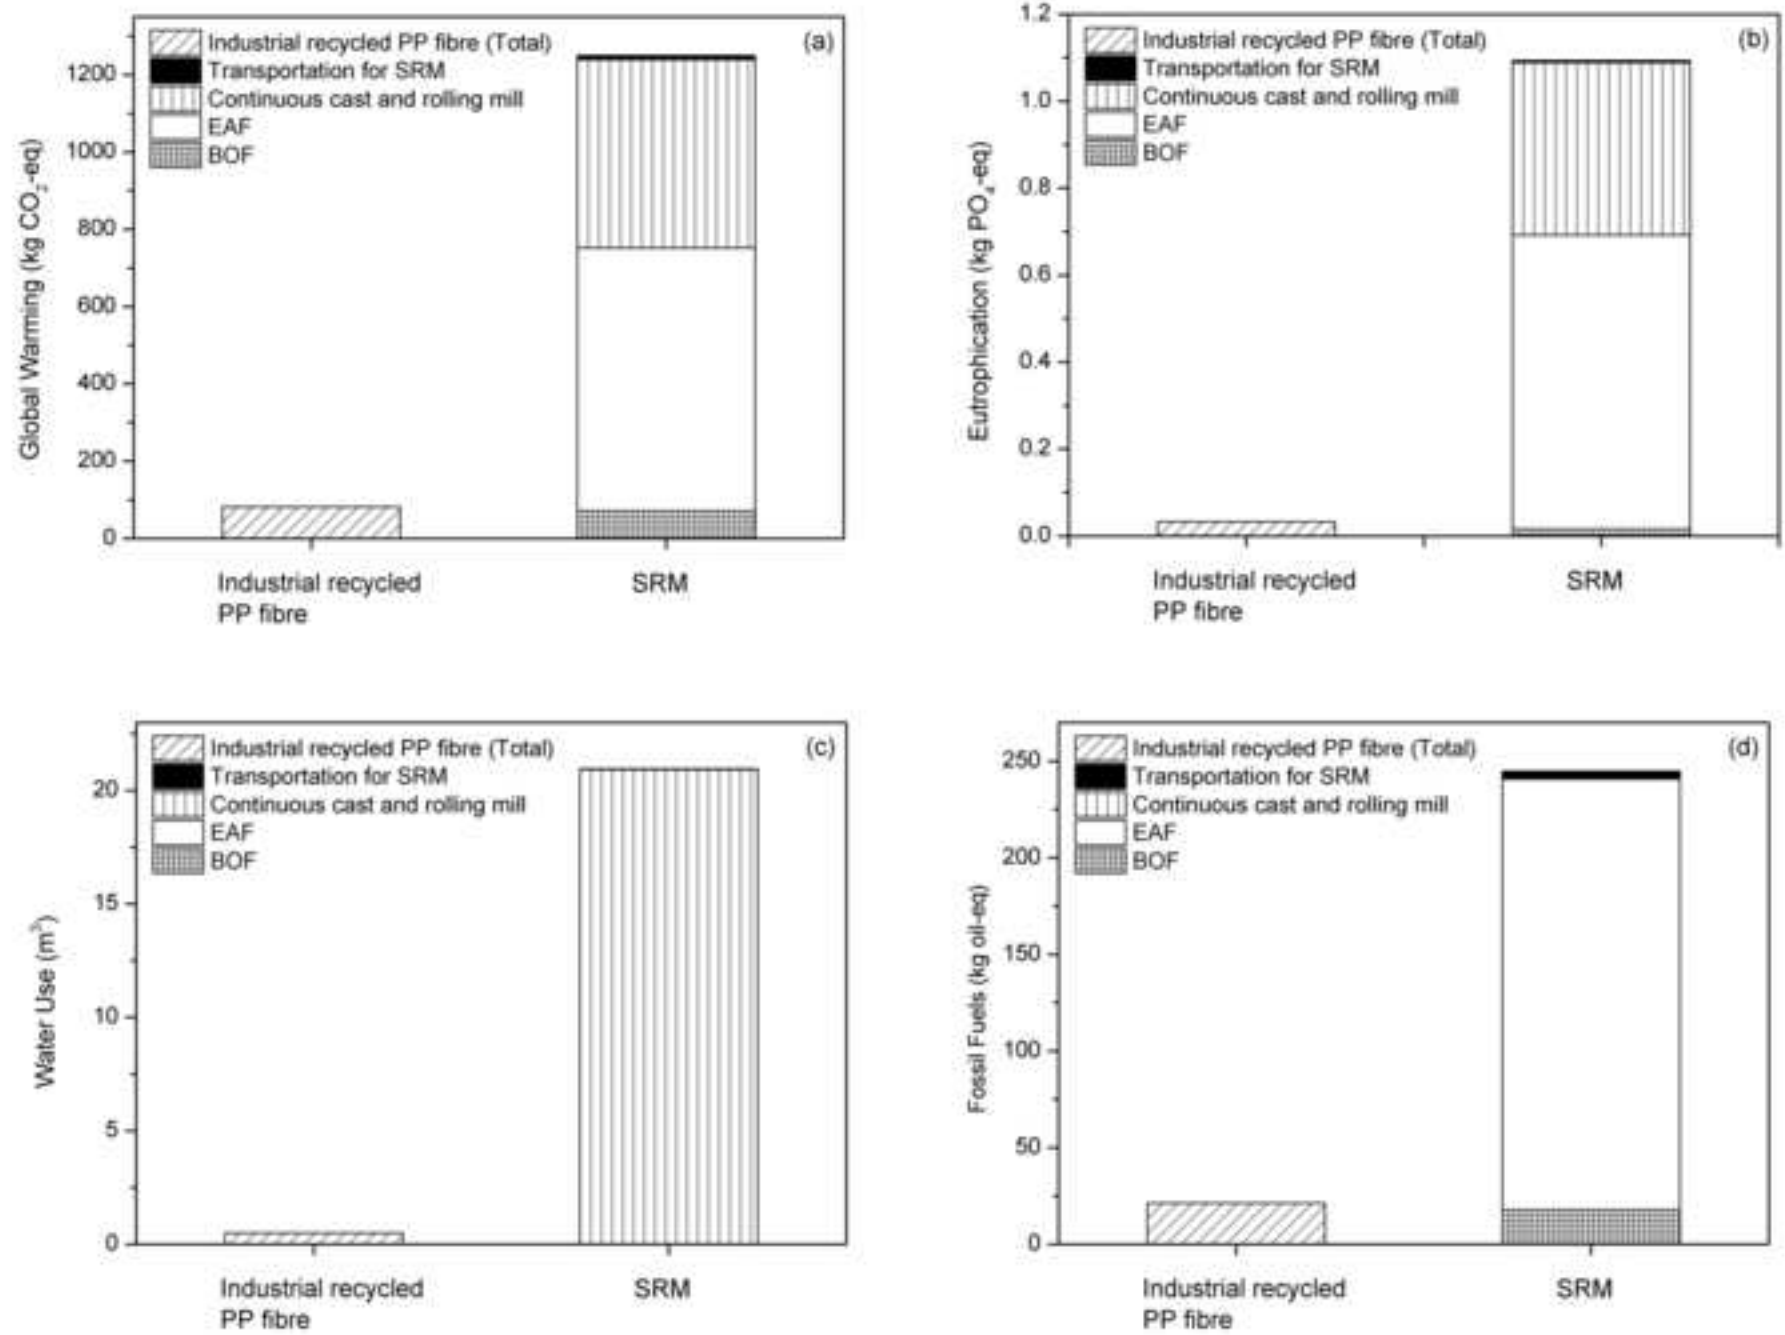 (a)
Industrial recycled PP fibre (Total)
Transportation for SRM
Continuous cast and rolling mill
EAF
BOF
Global Warming (kg CO2-eq)
1200
1000
800
600
400
200
0
Industrial recycled
PP fibre
SRM
(b)
Industrial recycled PP fibre (Total)
Transportation for SRM
Continuous cast and rolling mill
EAF
BOF
Eutrophication (kg PO4-eq)
1.2
1.0
0.8
0.6
0.4
0.2
0.0
Industrial recycled
PP fibre
SRM
(c)
Industrial recycled PP fibre (Total)
Transportation for SRM
Continuous cast and rolling mill
EAF
BOF
Water Use (m³)
20
15
10
5
0
Industrial recycled
PP fibre
SRM
(d)
Industrial recycled PP fibre (Total)
Transportation for SRM
Continuous cast and rolling mill
EAF
BOF
Fossil Fuels (kg oil-eq)
250
200
150
100
50
0
Industrial recycled
PP fibre
SRM